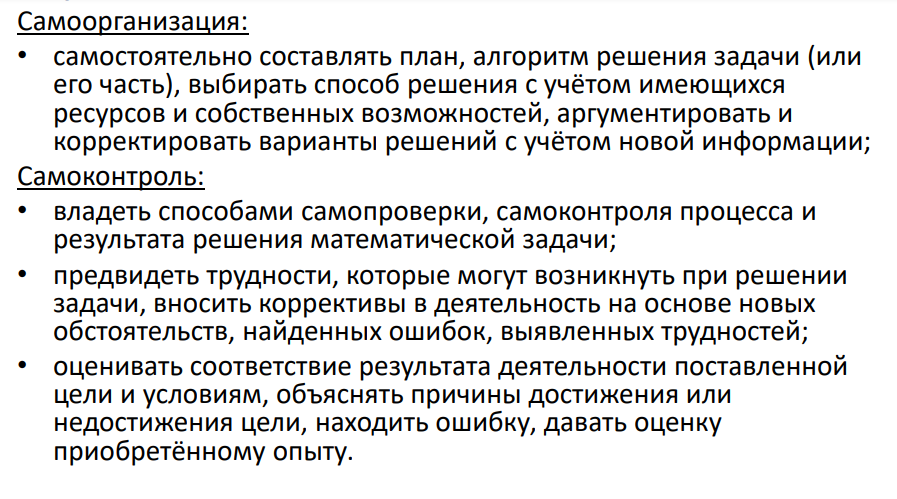 Самоорганизация:
• самостоятельно составлять план, алгоритм решения задачи (или
его часть), выбирать способ решения с учётом имеющихся
ресурсов и собственных возможностей, аргументировать и
корректировать варианты решений с учётом новой информации;
Самоконтроль:
• владеть способами самопроверки, самоконтроля процесса и
результата решения математической задачи;
• предвидеть трудности, которые могут возникнуть при решении
задачи, вносить коррективы в деятельность на основе новых
обстоятельств, найденных ошибок, выявленных трудностей;
• оценивать соответствие результата деятельности поставленной
цели и условиям, объяснять причины достижения или
недостижения цели, находить ошибку, давать оценку
приобретённому опыту.